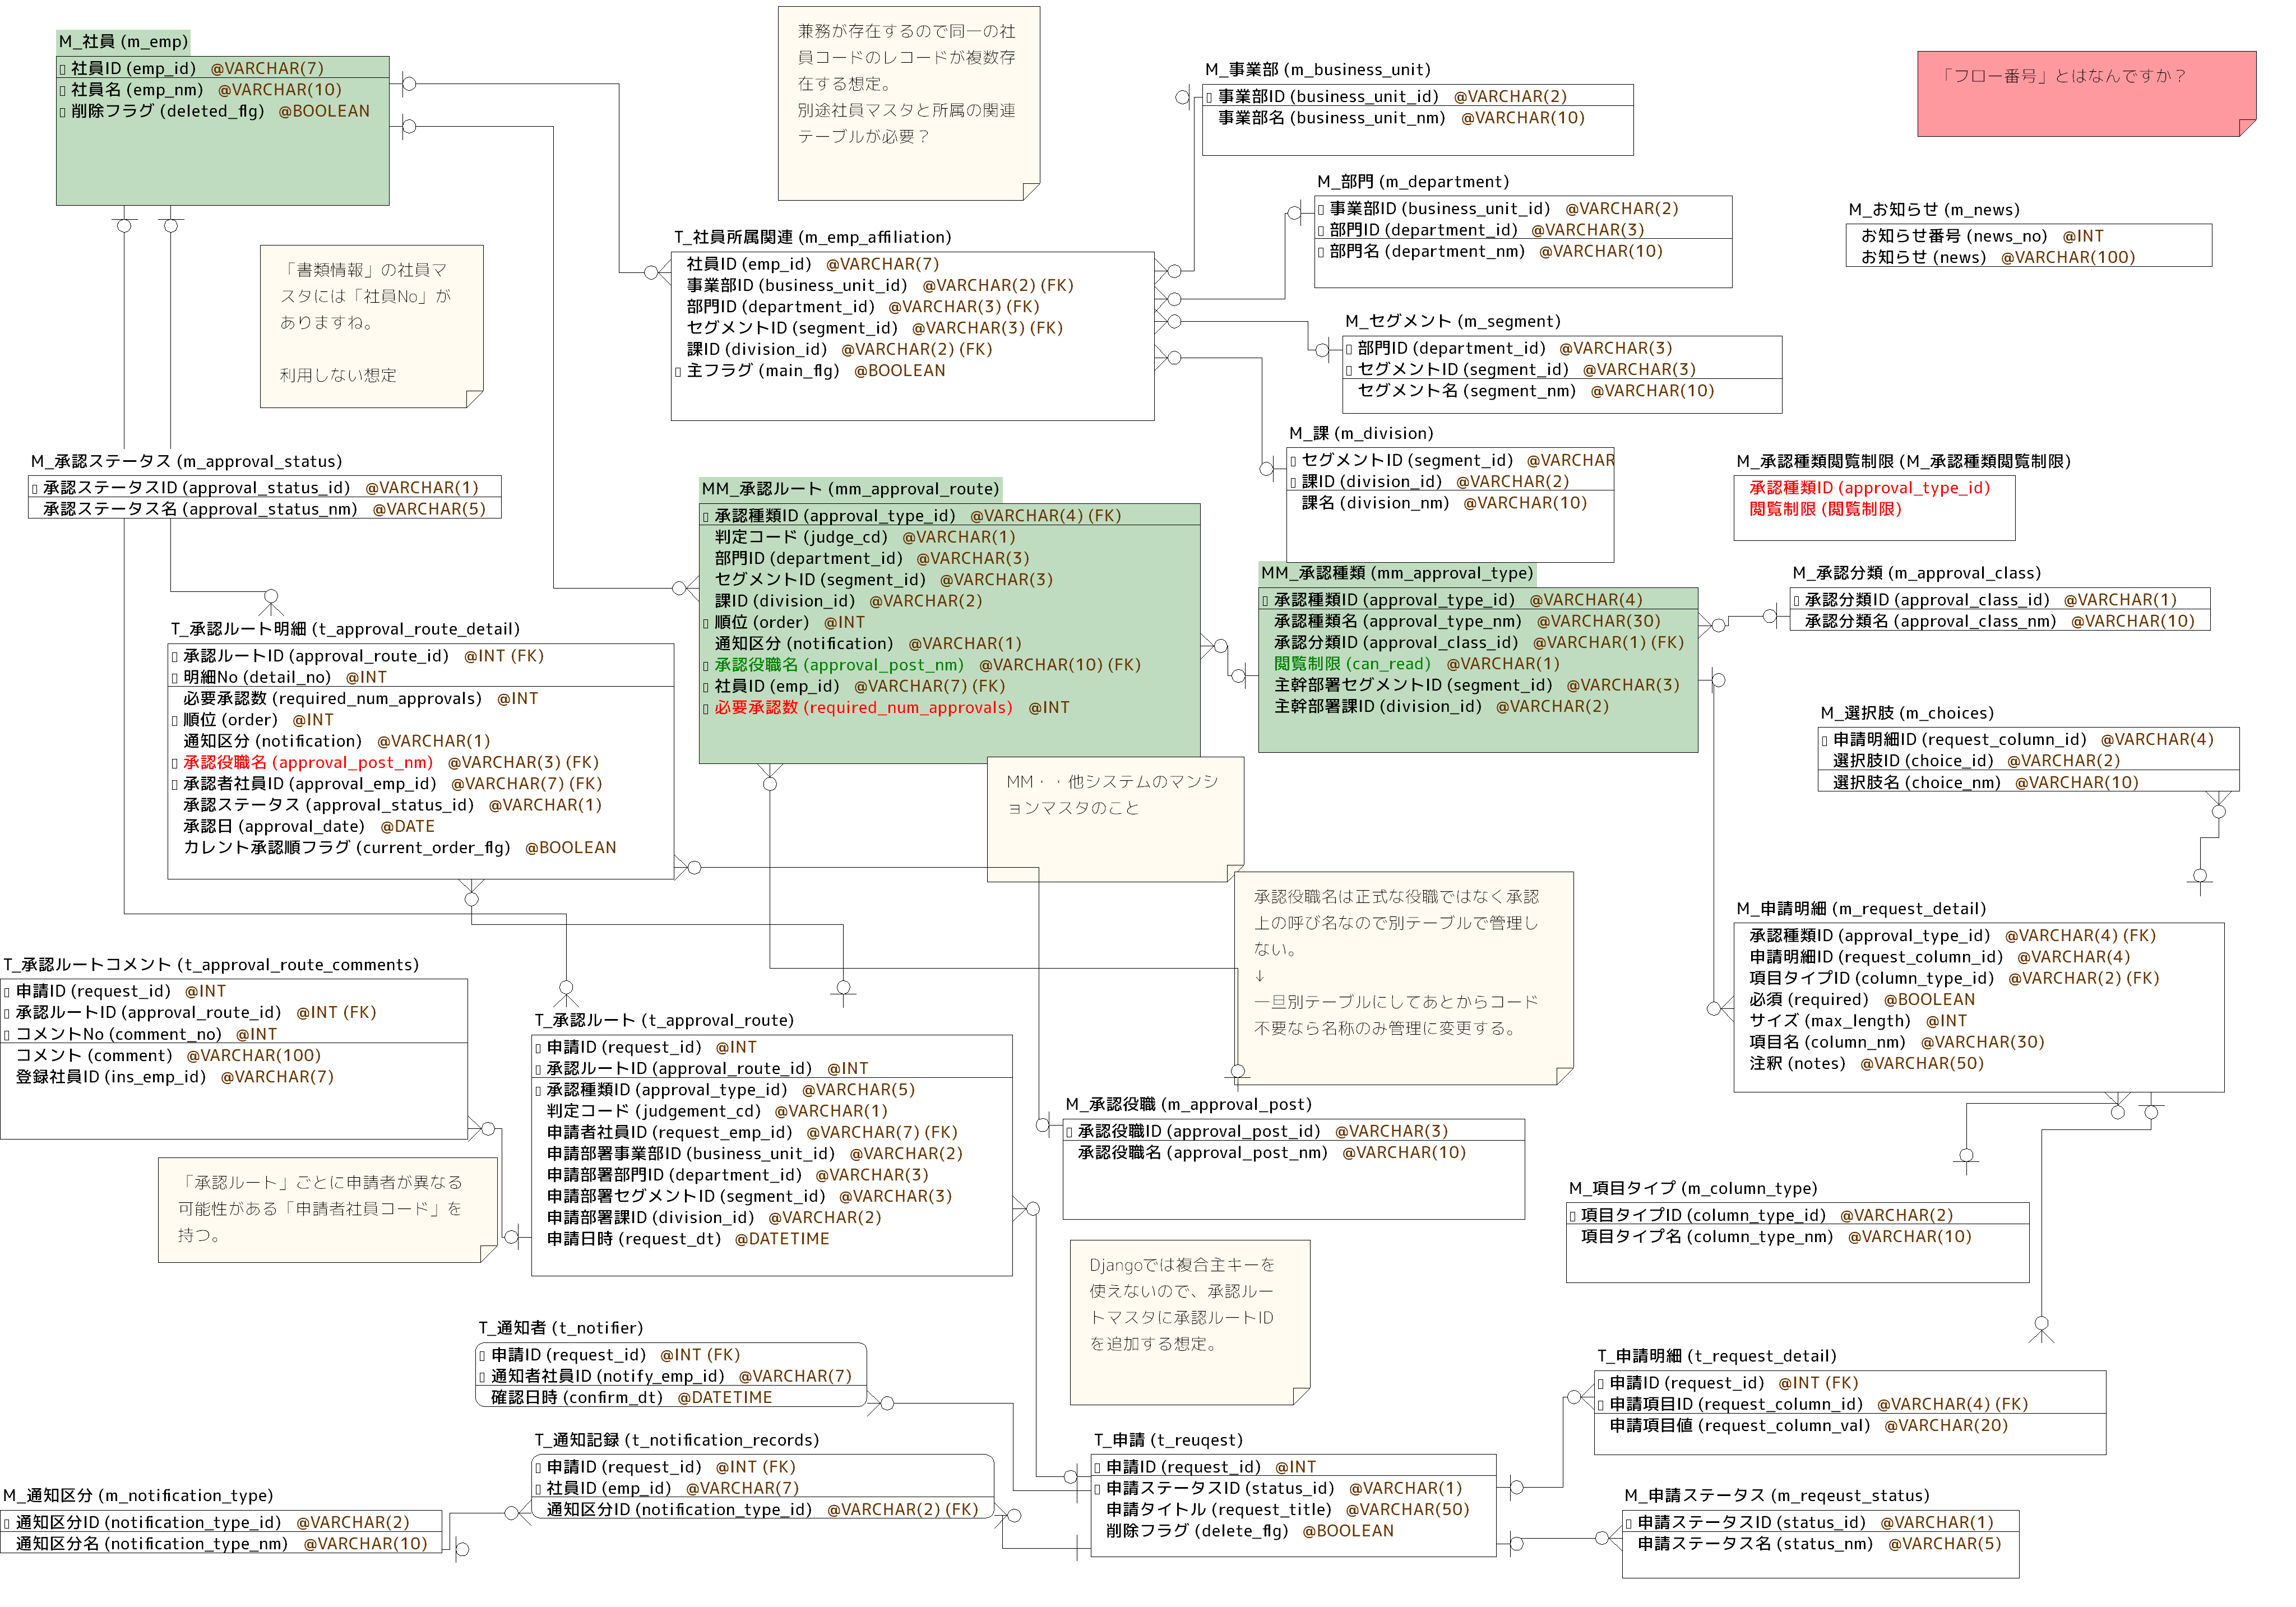 M_社員 (m_emp)
社員ID (emp_id) @VARCHAR(7)
社員名 (emp_nm) @VARCHAR(10)
削除フラグ (deleted_flg) @BOOLEAN
兼務が存在するので同一の社
員コードのレコードが複数存
在する想定。
別途社員マスタと所属の関連
テーブルが必要？
M_事業部 (m_business_unit)
事業部ID (business_unit_id) @VARCHAR(2)
事業部名 (business_unit_nm) @VARCHAR(10)
「フロー番号」とはなんですか？
M_部門 (m_department)
事業部ID (business_unit_id) @VARCHAR(2)
部門ID (department_id) @VARCHAR(3)
部門名 (department_nm) @VARCHAR(10)
M_お知らせ (m_news)
お知らせ番号 (news_no) @INT
お知らせ (news) @VARCHAR(100)
「書類情報」の社員マ
スタには「社員No」が
ありますね。
利用しない想定
T_社員所属関連 (m_emp_affiliation)
社員ID (emp_id) @VARCHAR(7)
事業部ID (business_unit_id) @VARCHAR(2) (FK)
部門ID (department_id) @VARCHAR(3) (FK)
セグメントID (segment_id) @VARCHAR(3) (FK)
課ID (division_id) @VARCHAR(2) (FK)
主フラグ (main_flg) @BOOLEAN
M_セグメント (m_segment)
部門ID (department_id) @VARCHAR(3)
セグメントID (segment_id) @VARCHAR(3)
セグメント名 (segment_nm) @VARCHAR(10)
M_課 (m_division)
セグメントID (segment_id) @VARCHAR
課ID (division_id) @VARCHAR(2)
課名 (division_nm) @VARCHAR(10)
M_承認種類閲覧制限 (M_承認種類閲覧制限)
承認種類ID (approval_type_id)
閲覧制限 (閲覧制限)
M_承認ステータス (m_approval_status)
承認ステータスID (approval_status_id) @VARCHAR(1)
承認ステータス名 (approval_status_nm) @VARCHAR(5)
MM_承認ルート (mm_approval_route)
承認種類ID (approval_type_id) @VARCHAR(4) (FK)
判定コード (judge_cd) @VARCHAR(1)
部門ID (department_id) @VARCHAR(3)
セグメントID (segment_id) @VARCHAR(3)
課ID (division_id) @VARCHAR(2)
順位 (order) @INT
通知区分 (notification) @VARCHAR(1)
承認役職名 (approval_post_nm) @VARCHAR(10) (FK)
社員ID (emp_id) @VARCHAR(7) (FK)
必要承認数 (required_num_approvals) @INT
MM_承認種類 (mm_approval_type)
承認種類ID (approval_type_id) @VARCHAR(4)
承認種類名 (approval_type_nm) @VARCHAR(30)
承認分類ID (approval_class_id) @VARCHAR(1) (FK)
閲覧制限 (can_read) @VARCHAR(1)
主幹部署セグメントID (segment_id) @VARCHAR(3)
主幹部署課ID (division_id) @VARCHAR(2)
M_承認分類 (m_approval_class)
承認分類ID (approval_class_id) @VARCHAR(1)
承認分類名 (approval_class_nm) @VARCHAR(10)
T_承認ルート明細 (t_approval_route_detail)
承認ルートID (approval_route_id) @INT (FK)
明細No (detail_no) @INT
必要承認数 (required_num_approvals) @INT
順位 (order) @INT
通知区分 (notification) @VARCHAR(1)
承認役職名 (approval_post_nm) @VARCHAR(3) (FK)
承認者社員ID (approval_emp_id) @VARCHAR(7) (FK)
承認ステータス (approval_status_id) @VARCHAR(1)
承認日 (approval_date) @DATE
カレント承認順フラグ (current_order_flg) @BOOLEAN
M_選択肢 (m_choices)
申請明細ID (request_column_id) @VARCHAR(4)
選択肢ID (choice_id) @VARCHAR(2)
選択肢名 (choice_nm) @VARCHAR(10)
MM・・他システムのマンシ
ョンマスタのこと
承認役職名は正式な役職ではなく承認
上の呼び名なので別テーブルで管理し
ない。
↓
一旦別テーブルにしてあとからコード
不要なら名称のみ管理に変更する。
M_申請明細 (m_request_detail)
承認種類ID (approval_type_id) @VARCHAR(4) (FK)
申請明細ID (request_column_id) @VARCHAR(4)
項目タイプID (column_type_id) @VARCHAR(2) (FK)
必須 (required) @BOOLEAN
サイズ (max_length) @INT
項目名 (column_nm) @VARCHAR(30)
注釈 (notes) @VARCHAR(50)
T_承認ルートコメント (t_approval_route_comments)
申請ID (request_id) @INT
承認ルートID (approval_route_id) @INT (FK)
コメントNo (comment_no) @INT
コメント (comment) @VARCHAR(100)
登録社員ID (ins_emp_id) @VARCHAR(7)
T_承認ルート (t_approval_route)
申請ID (request_id) @INT
承認ルートID (approval_route_id) @INT
承認種類ID (approval_type_id) @VARCHAR(5)
判定コード (judgement_cd) @VARCHAR(1)
申請者社員ID (request_emp_id) @VARCHAR(7) (FK)
申請部署事業部ID (business_unit_id) @VARCHAR(2)
申請部署部門ID (department_id) @VARCHAR(3)
申請部署セグメントID (segment_id) @VARCHAR(3)
申請部署課ID (division_id) @VARCHAR(2)
申請日時 (request_dt) @DATETIME
M_承認役職 (m_approval_post)
承認役職ID (approval_post_id) @VARCHAR(3)
承認役職名 (approval_post_nm) @VARCHAR(10)
「承認ルート」ごとに申請者が異なる
可能性がある「申請者社員コード」を
持つ。
M_項目タイプ (m_column_type)
項目タイプID (column_type_id) @VARCHAR(2)
項目タイプ名 (column_type_nm) @VARCHAR(10)
Djangoでは複合主キーを
使えないので、承認ルー
トマスタに承認ルートID
を追加する想定。
T_通知者 (t_notifier)
申請ID (request_id) @INT (FK)
通知者社員ID (notify_emp_id) @VARCHAR(7)
確認日時 (confirm_dt) @DATETIME
T_申請明細 (t_request_detail)
申請ID (request_id) @INT (FK)
申請項目ID (request_column_id) @VARCHAR(4) (FK)
申請項目値 (request_column_val) @VARCHAR(20)
T_通知記録 (t_notification_records)
申請ID (request_id) @INT (FK)
社員ID (emp_id) @VARCHAR(7)
通知区分ID (notification_type_id) @VARCHAR(2) (FK)
T_申請 (t_reuqest)
申請ID (request_id) @INT
申請ステータスID (status_id) @VARCHAR(1)
申請タイトル (request_title) @VARCHAR(50)
削除フラグ (delete_flg) @BOOLEAN
M_通知区分 (m_notification_type)
通知区分ID (notification_type_id) @VARCHAR(2)
通知区分名 (notification_type_nm) @VARCHAR(10)
M_申請ステータス (m_reqeust_status)
申請ステータスID (status_id) @VARCHAR(1)
申請ステータス名 (status_nm) @VARCHAR(5)